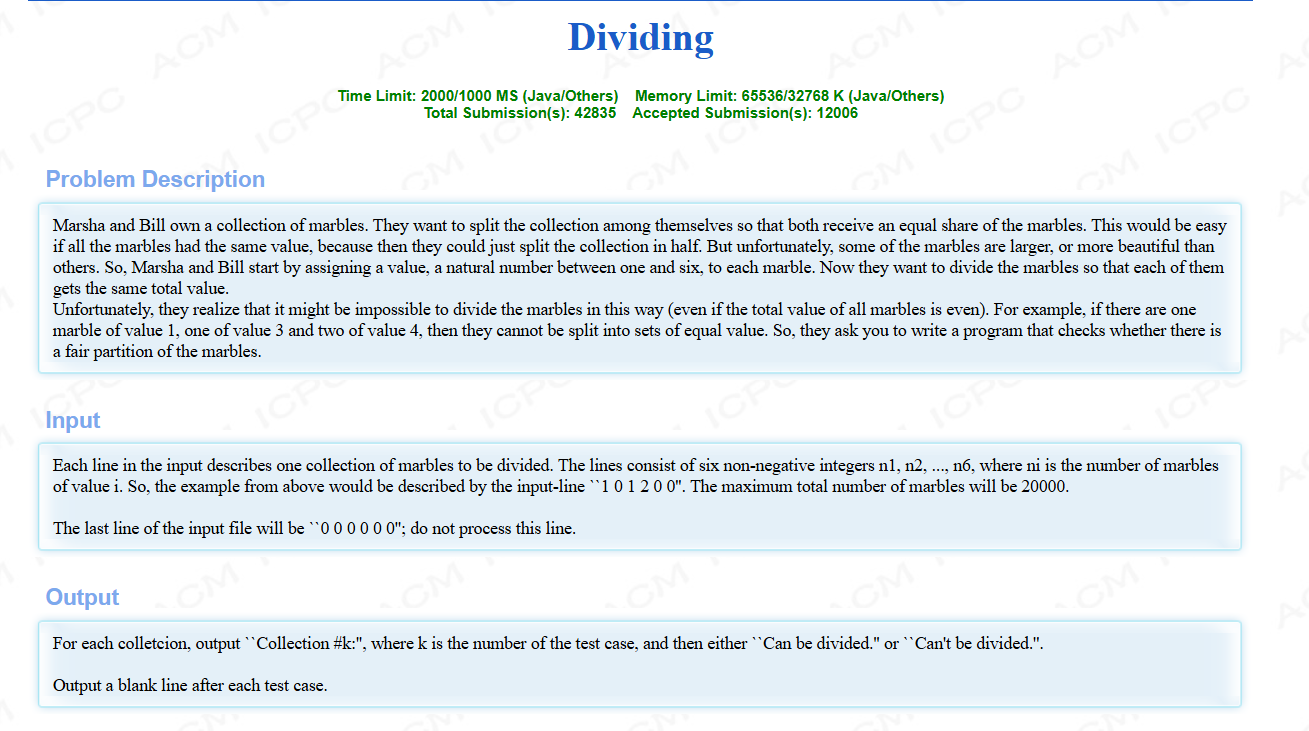 Dividing
Time Limit: 2000/1000 MS (Java/Others)    Memory Limit: 65536/32768 K (Java/Others)
Total Submission(s): 42835    Accepted Submission(s): 12006
Problem Description
Marsha and Bill own a collection of marbles. They want to split the collection among themselves so that both receive an equal share of the marbles. This would be easy
if all the marbles had the same value, because then they could just split the collection in half. But unfortunately, some of the marbles are larger, or more beautiful than
others. So, Marsha and Bill start by assigning a value, a natural number between one and six, to each marble. Now they want to divide the marbles so that each of them
gets the same total value.
Unfortunately, they realize that it might be impossible to divide the marbles in this way (even if the total value of all marbles is even). For example, if there are one
marble of value 1, one of value 3 and two of value 4, then they cannot be split into sets of equal value. So, they ask you to write a program that checks whether there is
a fair partition of the marbles.
Input
Each line in the input describes one collection of marbles to be divided. The lines consist of six non-negative integers n1, n2, ..., n6, where ni is the number of marbles
of value i. So, the example from above would be described by the input-line ``1 0 1 2 0 0''. The maximum total number of marbles will be 20000.
The last line of the input file will be ``0 0 0 0 0 0''; do not process this line.
Output
For each colletcion, output ``Collection #k:'', where k is the number of the test case, and then either ``Can be divided.'' or ``Can't be divided.''.
Output a blank line after each test case.